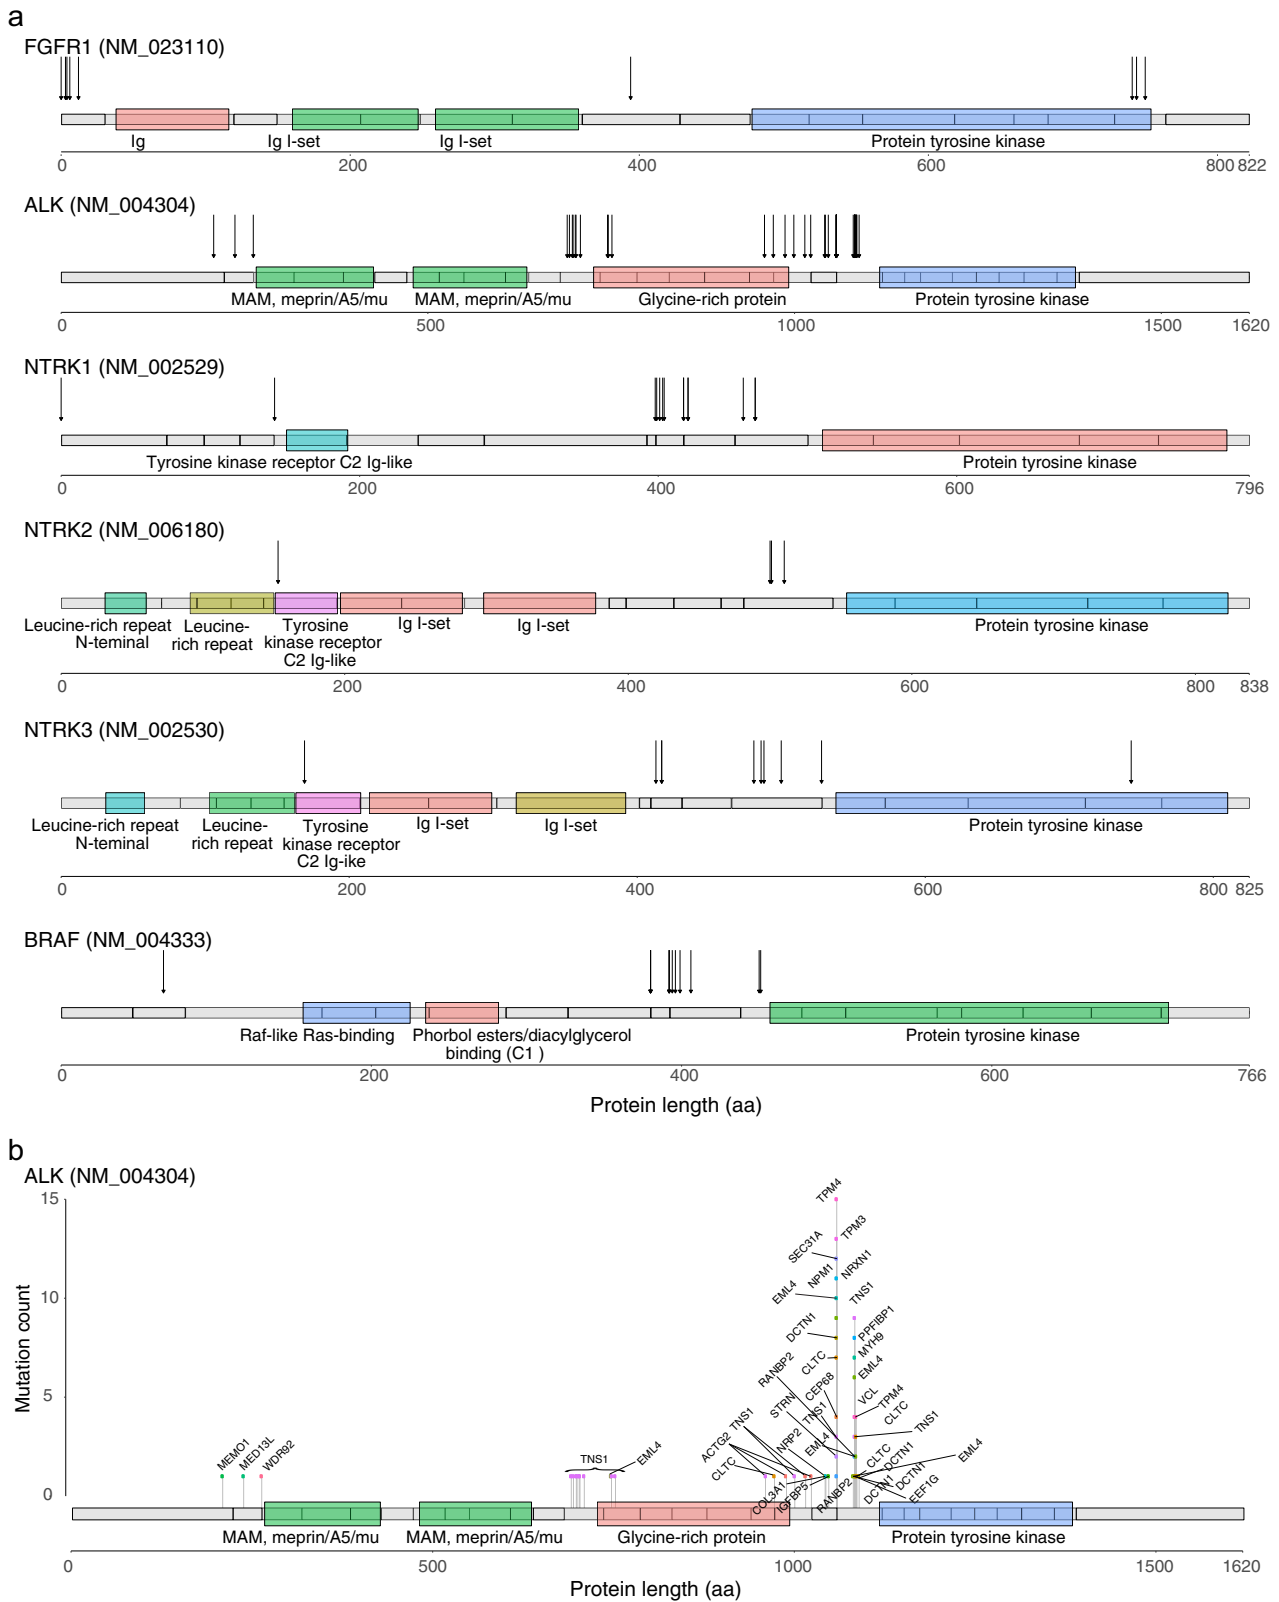 a
FGFR1 (NM_023110)
Ig
Ig I-set
Ig I-set
Protein tyrosine kinase
0
200
400
600
800
822
ALK (NM_004304)
MAM, meprin/A5/mu
MAM, meprin/A5/mu
Glycine-rich protein
Protein tyrosine kinase
0
500
1000
1500
1620
NTRK1 (NM_002529)
Tyrosine kinase receptor C2 Ig-like
Protein tyrosine kinase
0
200
400
600
796
NTRK2 (NM_006180)
Leucine-rich repeat
N-teminal
Leucine-
rich repeat
Tyrosine
kinase receptor
C2 Ig-like
Ig I-set
Ig I-set
Protein tyrosine kinase
0
200
400
600
800
838
NTRK3 (NM_002530)
Leucine-rich repeat
N-teminal
Leucine-
rich repeat
Tyrosine
kinase receptor
C2 Ig-ike
Ig I-set
Ig I-set
Protein tyrosine kinase
0
200
400
600
800
825
BRAF (NM_004333)
Raf-like Ras-binding
Phorbol esters/diacylglycerol
binding (C1 )
Protein tyrosine kinase
0
200
400
600
766
Protein length (aa)
b
ALK (NM_004304)
Mutation count
15
10
5
0
TPM4
TPM3
SEC31A
NRXN1
NPM1
EML4
TNS1
DCTN1
PPFIBP1
MYH9
CLTC
EML4
RANBP2
CEP68
VCL
TPM4
STRN
TNS1
CLTC
TNS1
ACTG2
TNS1
NRP2
EML4
CLTC
DCTN1
EML4
MEMO1
MED13L
WDR92
TNS1
EML4
CLTC
COL3A1
IGFBP5
RANBP2
DCTN1
DCTN1
EEF1G
MAM, meprin/A5/mu
MAM, meprin/A5/mu
Glycine-rich protein
Protein tyrosine kinase
0
500
1000
1500
1620
Protein length (aa)